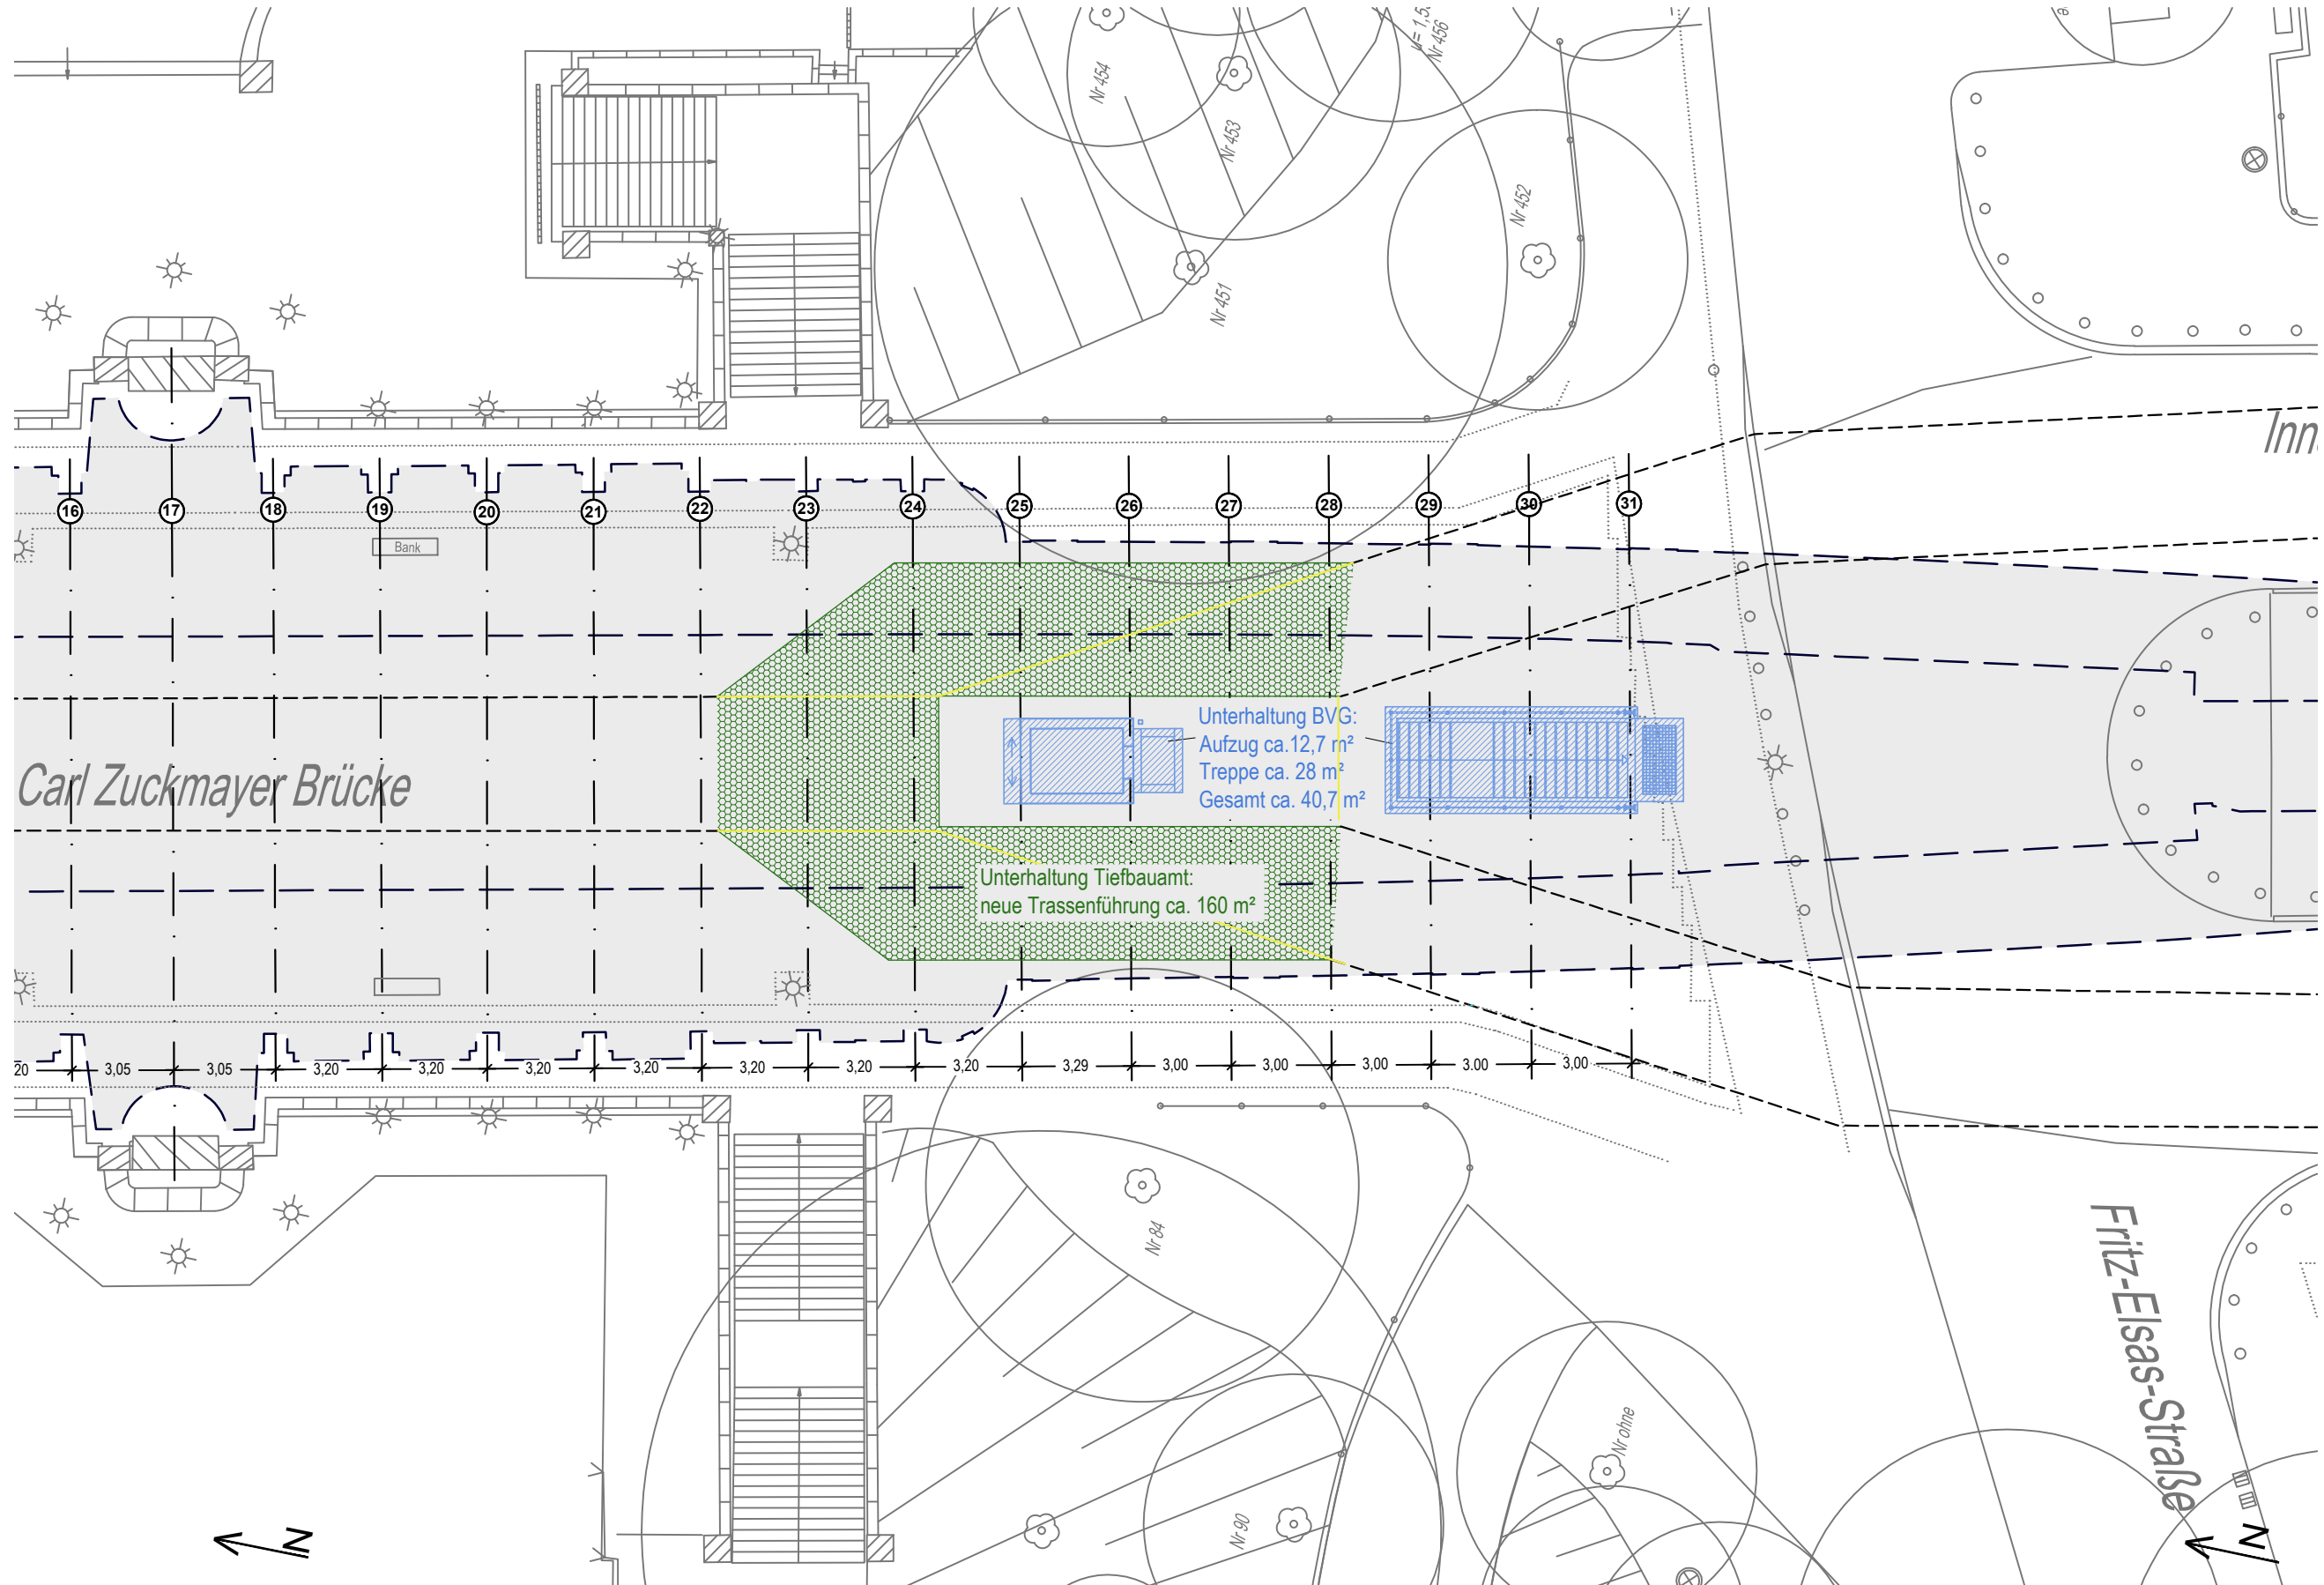 u= 1,5
Nr 456
Nr 454
Nr 453
Nr 452
Nr 451
Inn
16
17
18
19
20
21
22
23
24
25
26
27
28
29
30
31
Bank
Unterhaltung BVG:
Aufzug ca.12,7 m²
Treppe ca. 28 m²
Gesamt ca. 40,7 m²
Carl Zuckmayer Brücke
Unterhaltung Tiefbauamt:
neue Trassenführung ca. 160 m²
20
3,05
3,05
3,20
3,20
3,20
3,20
3,20
3,20
3,20
3,29
3,00
3,00
3,00
3.00
3,00
Nr 84
Fritz-Elsas-Straße
Nr ohne
Nr 90
N
N